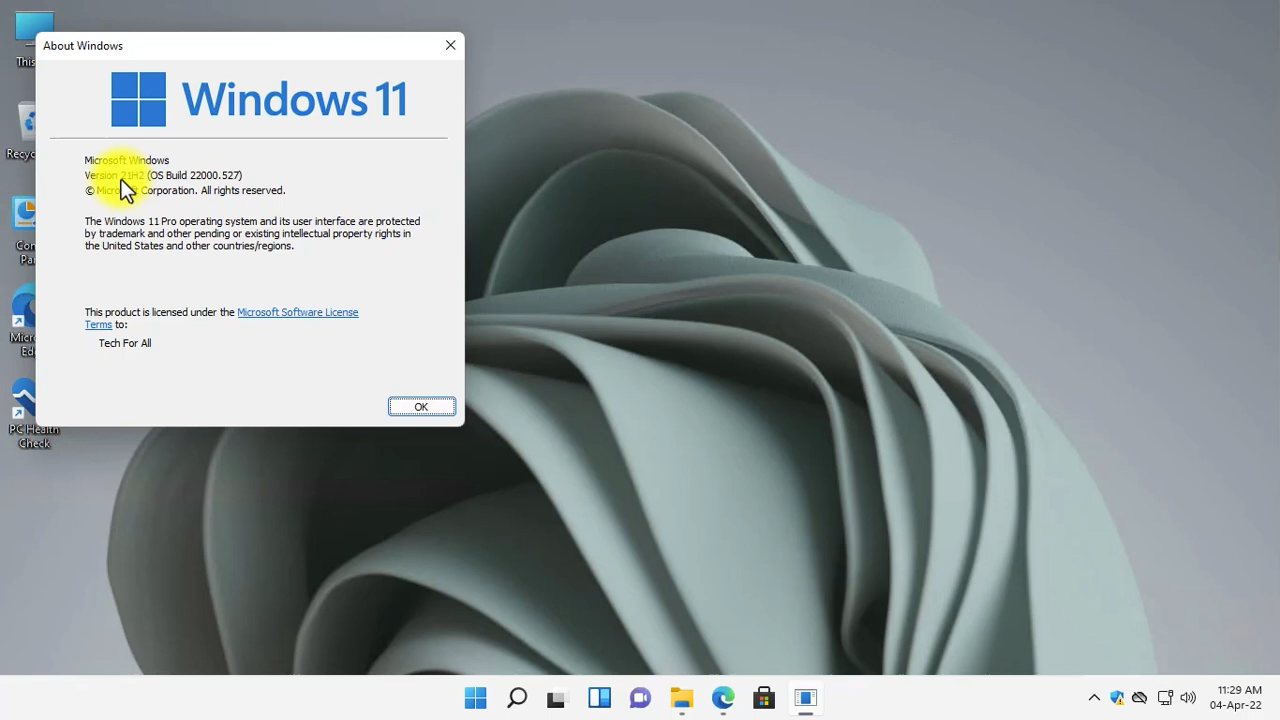 About Windows
Windows 11
Microsoft Windows
Version 21H2 (OS Build 22000.527)
© Microsoft Corporation. All rights reserved.
The Windows 11 Pro operating system and its user interface are protected
by trademark and other pending or existing intellectual property rights in
the United States and other countries/regions.
This product is licensed under the Microsoft Software License
Terms to:
Tech For All
OK
This
Recyc
Con
Pa
Micro
Ed
PC Health
Check
11:29 AM
04-Apr-22